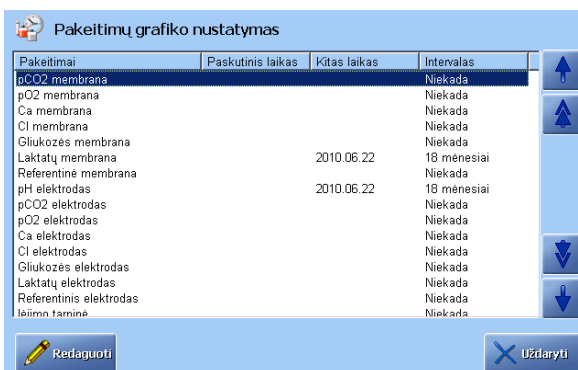 Pakeitimų grafiko nustatymas
Pakeitimai Paskutinis laikas Kitas laikas Intervalas
pCO2 membrana Niekada
pO2 membrana Niekada
Ca membrana Niekada
Cl membrana Niekada
Gliukozės membrana Niekada
Laktatų membrana 2010.06.22 18 mėnesiai
Referentinė membrana Niekada
pH elektrodas 2010.06.22 18 mėnesiai
pCO2 elektrodas Niekada
pO2 elektrodas Niekada
Ca elektrodas Niekada
Cl elektrodas Niekada
Gliukozės elektrodas Niekada
Laktatų elektrodas Niekada
Referentinis elektrodas Niekada
Įėjimo tarpinė Niekada
Redaguoti Uždaryti